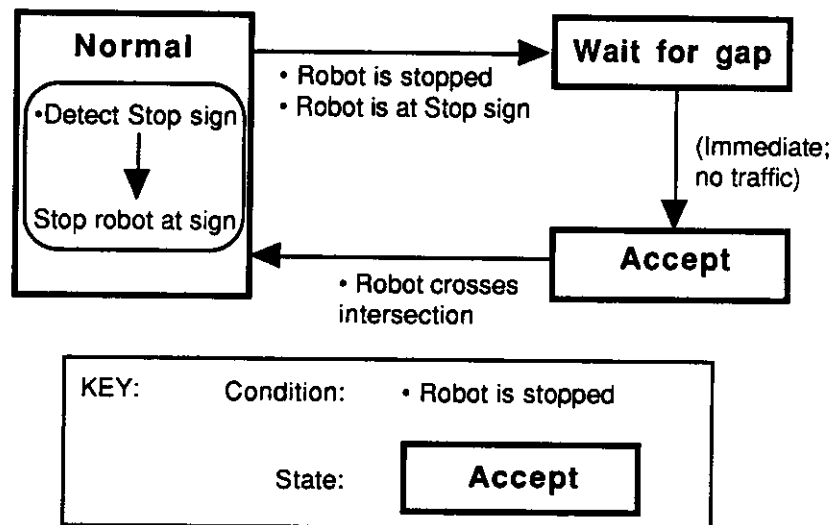 Normal
•Detect Stop sign
Stop robot at sign
• Robot is stopped
• Robot is at Stop sign
Wait for gap
(Immediate;
no traffic)
Accept
• Robot crosses
intersection
KEY:
Condition:
• Robot is stopped
State:
Accept